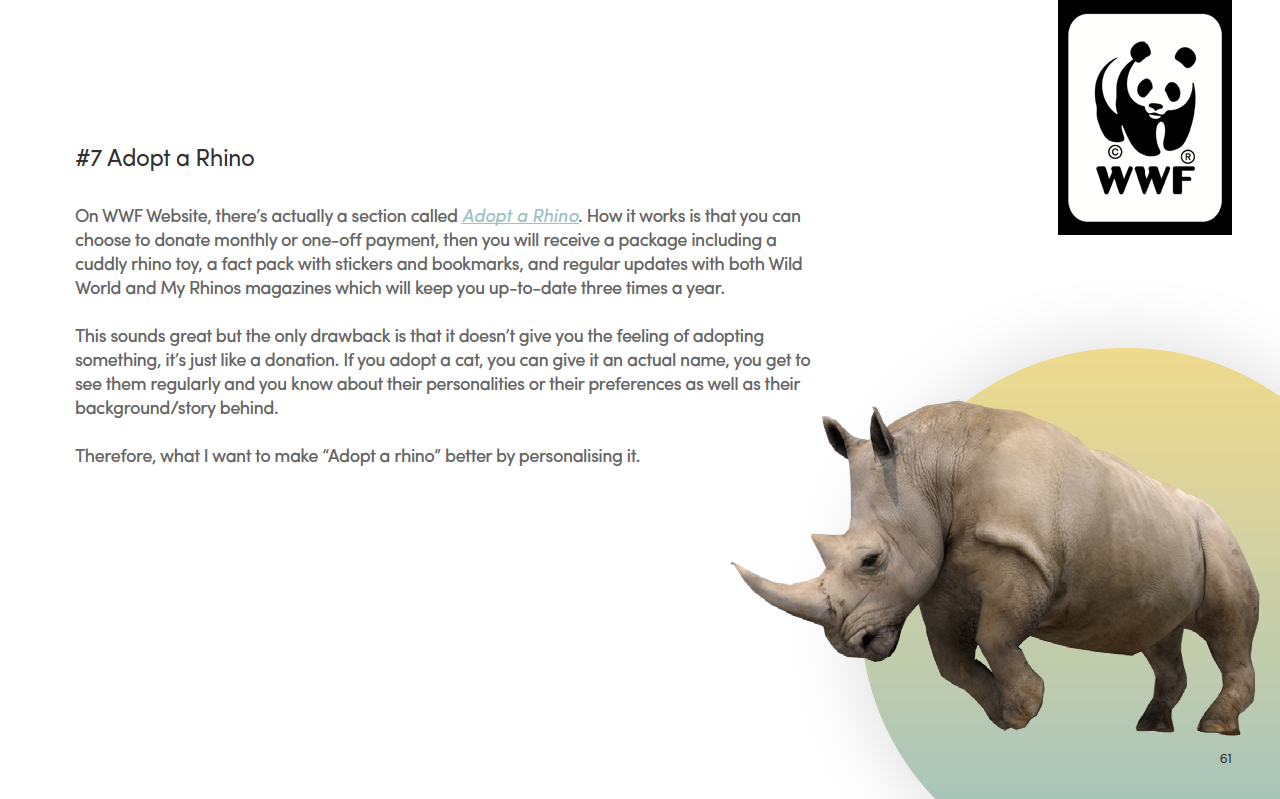 ©
®
WWF
#7 Adopt a Rhino
On WWF Website, there’s actually a section called Adopt a Rhino. How it works is that you can
choose to donate monthly or one-off payment, then you will receive a package including a
cuddly rhino toy, a fact pack with stickers and bookmarks, and regular updates with both Wild
World and My Rhinos magazines which will keep you up-to-date three times a year.
This sounds great but the only drawback is that it doesn’t give you the feeling of adopting
something, it’s just like a donation. If you adopt a cat, you can give it an actual name, you get to
see them regularly and you know about their personalities or their preferences as well as their
background/story behind.
Therefore, what I want to make “Adopt a rhino” better by personalising it.
61